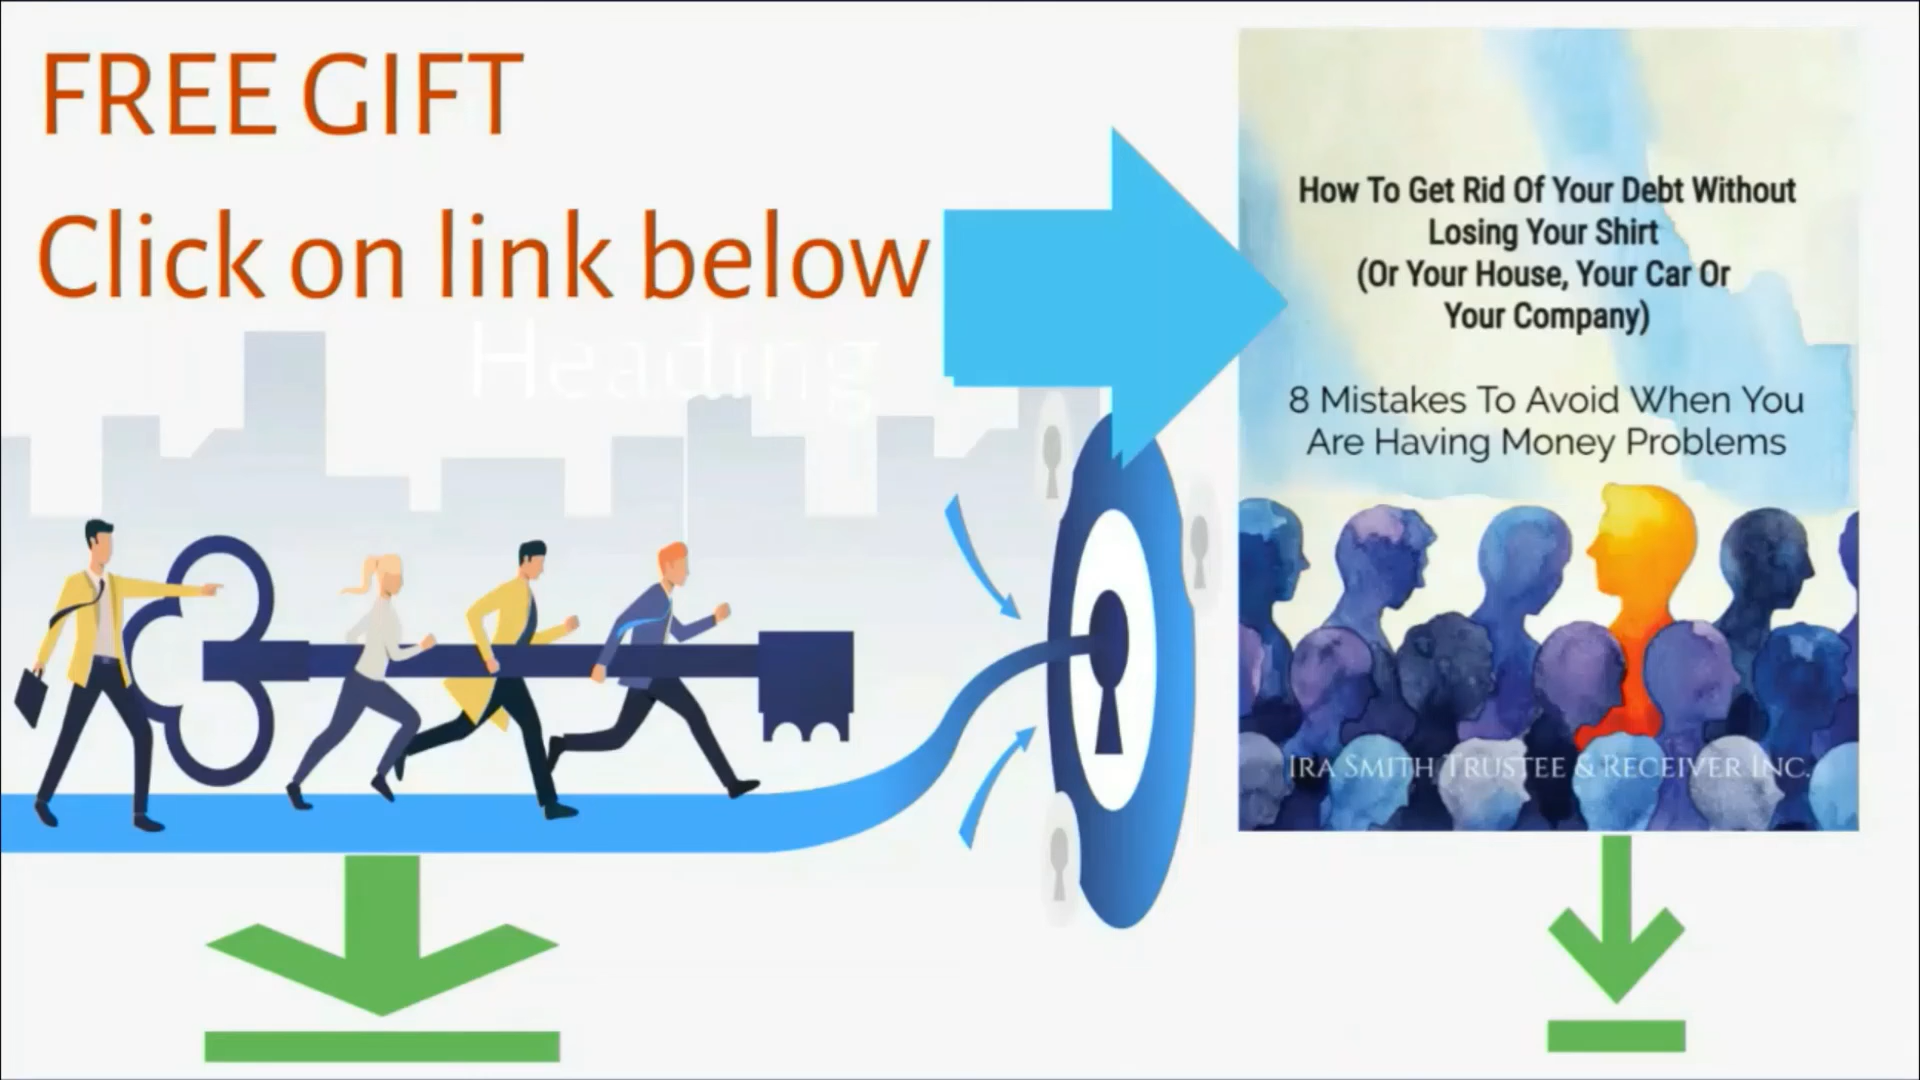 FREE GIFT
Click on link below
Heading
How To Get Rid Of Your Debt Without
Losing Your Shirt
(Or Your House, Your Car Or
Your Company)
8 Mistakes To Avoid When You
Are Having Money Problems
IRA SMITH TRUSTEE & RECEIVER INC.